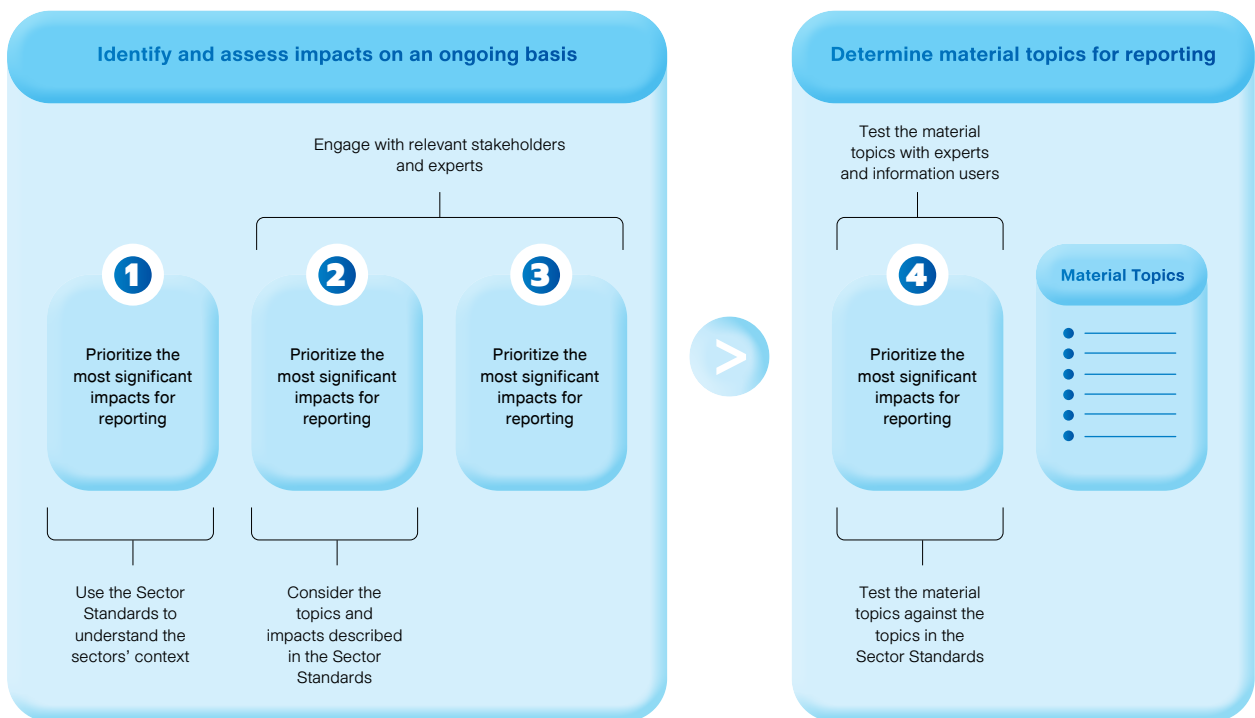 Identify and assess impacts on an ongoing basis
Engage with relevant stakeholders
and experts
1
Prioritize the
most significant
impacts for
reporting
2
Prioritize the
most significant
impacts for
reporting
3
Prioritize the
most significant
impacts for
reporting
Use the Sector
Standards to
understand the
sectors’ context
Consider the
topics and
impacts described
in the Sector
Standards
>
Determine material topics for reporting
Test the material
topics with experts
and information users
4
Prioritize the
most significant
impacts for
reporting
Material Topics
Test the material
topics against the
topics in the
Sector Standards